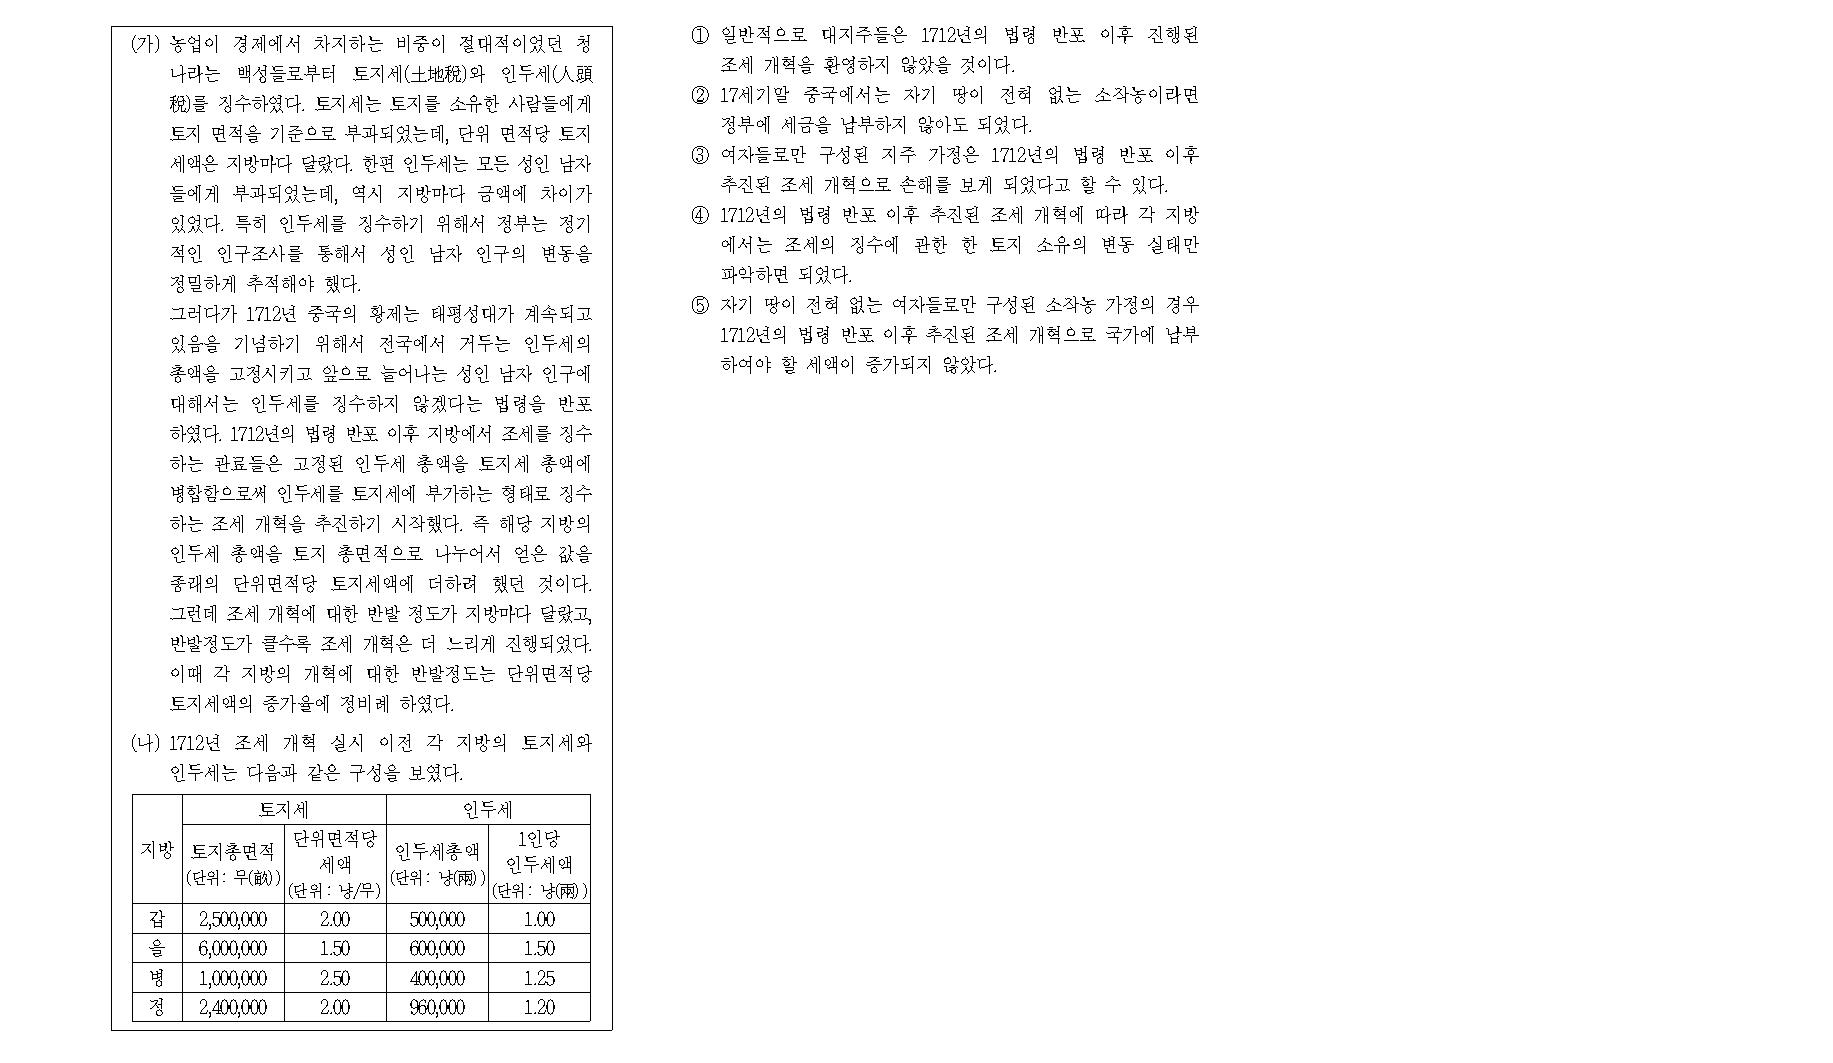 (가) 농업이 경제에서 차지하는 비중이 절대적이었던 청
나라는 백성들로부터 토지세(土地稅)와 인두세(人頭
稅)를 징수하였다. 토지세는 토지를 소유한 사람들에게
토지 면적을 기준으로 부과되었는데, 단위 면적당 토지
세액은 지방마다 달랐다. 한편 인두세는 모든 성인 남자
들에게 부과되었는데, 역시 지방마다 금액에 차이가
있었다. 특히 인두세를 징수하기 위해서 정부는 정기
적인 인구조사를 통해서 성인 남자 인구의 변동을
정밀하게 추적해야 했다.
그러다가 1712년 중국의 황제는 태평성대가 계속되고
있음을 기념하기 위해서 전국에서 거두는 인두세의
총액을 고정시키고 앞으로 늘어나는 성인 남자 인구에
대해서는 인두세를 징수하지 않겠다는 법령을 반포
하였다. 1712년의 법령 반포 이후 지방에서 조세를 징수
하는 관료들은 고정된 인두세 총액을 토지세 총액에
병합함으로써 인두세를 토지세에 부가하는 형태로 징수
하는 조세 개혁을 추진하기 시작했다. 즉 해당 지방의
인두세 총액을 토지 총면적으로 나누어서 얻은 값을
종래의 단위면적당 토지세액에 더하려 했던 것이다.
그런데 조세 개혁에 대한 반발 정도가 지방마다 달랐고,
반발정도가 클수록 조세 개혁은 더 느리게 진행되었다.
이때 각 지방의 개혁에 대한 반발정도는 단위면적당
토지세액의 증가율에 정비례 하였다.
(나) 1712년 조세 개혁 실시 이전 각 지방의 토지세와
인두세는 다음과 같은 구성을 보였다.
지방 토지세 인두세
토지총면적 (단위: 무(畝)) 단위면적당 세액 (단위: 냥/무) 인두세총액 (단위: 냥(兩)) 1인당 인두세액 (단위: 냥(兩))
갑 2,500,000 2.00 500,000 1.00
을 6,000,000 1.50 600,000 1.50
병 1,000,000 2.50 400,000 1.25
정 2,400,000 2.00 960,000 1.20
① 일반적으로 대지주들은 1712년의 법령 반포 이후 진행된
조세 개혁을 환영하지 않았을 것이다.
② 17세기말 중국에서는 자기 땅이 전혀 없는 소작농이라면
정부에 세금을 납부하지 않아도 되었다.
③ 여자들로만 구성된 지주 가정은 1712년의 법령 반포 이후
추진된 조세 개혁으로 손해를 보게 되었다고 할 수 있다.
④ 1712년의 법령 반포 이후 추진된 조세 개혁에 따라 각 지방
에서는 조세의 징수에 관한 한 토지 소유의 변동 실태만
파악하면 되었다.
⑤ 자기 땅이 전혀 없는 여자들로만 구성된 소작농 가정의 경우
1712년의 법령 반포 이후 추진된 조세 개혁으로 국가에 납부
하여야 할 세액이 증가되지 않았다.